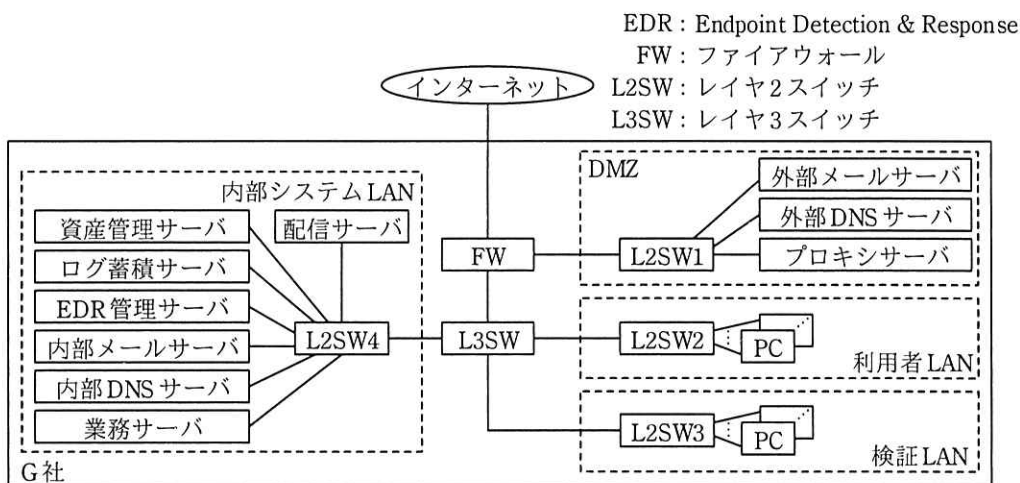 EDR : Endpoint Detection & Response
FW : ファイアウォール
L2SW : レイヤ2スイッチ
L3SW : レイヤ3スイッチ
インターネット
内部システムLAN
資産管理サーバ
配信サーバ
ログ蓄積サーバ
EDR管理サーバ
内部メールサーバ
内部DNSサーバ
業務サーバ
L2SW4
FW
L3SW
DMZ
外部メールサーバ
外部DNSサーバ
プロキシサーバ
L2SW1
L2SW2
PC
利用者LAN
L2SW3
PC
検証LAN
G社